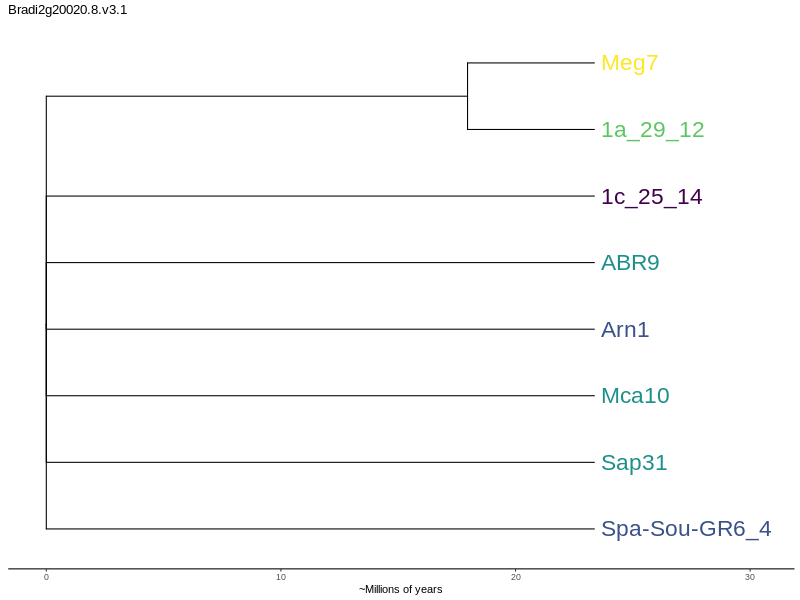 Bradi2g20020.8.v3.1
Meg7
1a_29_12
1c_25_14
ABR9
Arn1
Mca10
Sap31
Spa-Sou-GR6_4
0 10 20 30
~Millions of years